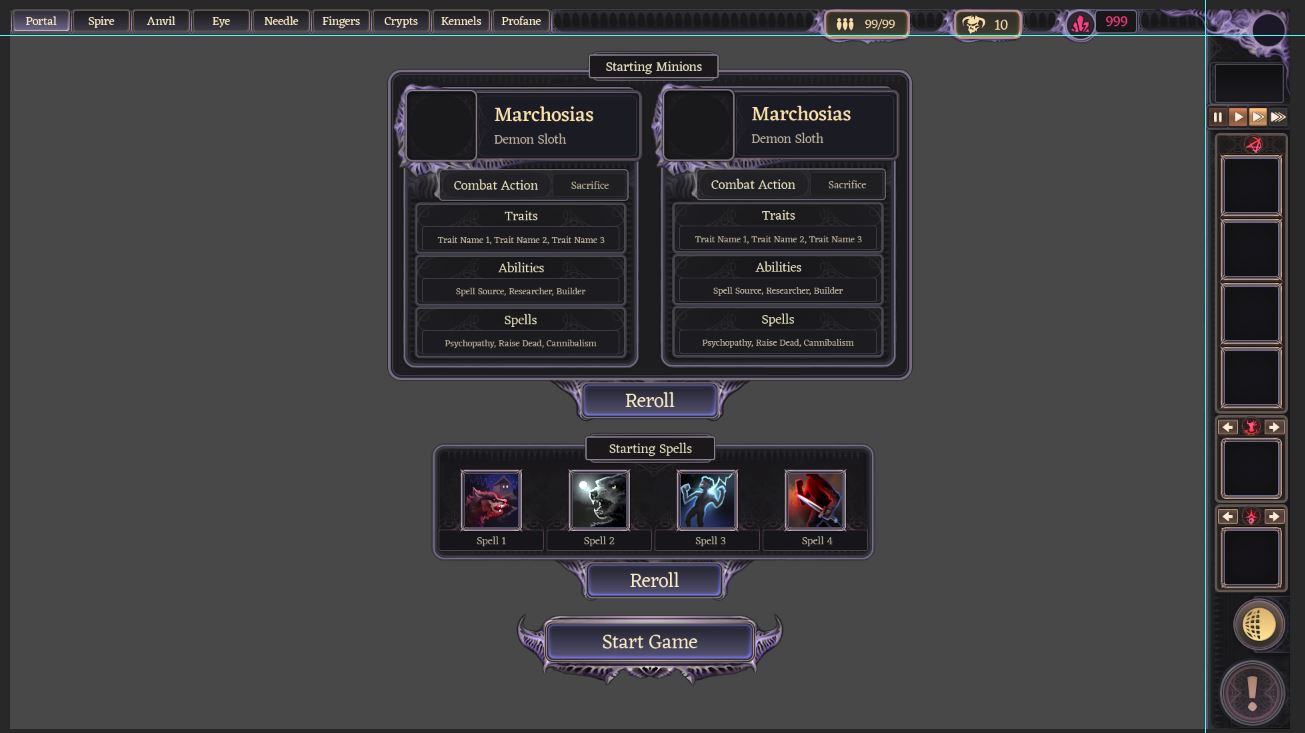 Portal Spire Anvil Eye Needle Fingers Crypts Kennels Profane 99/99 10 999
Starting Minions
Marchosias
Demon Sloth
Combat Action Sacrifice
Traits
Trait Name 1, Trait Name 2, Trait Name 3
Abilities
Spell Source, Researcher, Builder
Spells
Psychopathy, Raise Dead, Cannibalism
Marchosias
Demon Sloth
Combat Action Sacrifice
Traits
Trait Name 1, Trait Name 2, Trait Name 3
Abilities
Spell Source, Researcher, Builder
Spells
Psychopathy, Raise Dead, Cannibalism
Reroll
Starting Spells
Spell 1 Spell 2 Spell 3 Spell 4
Reroll
Start Game